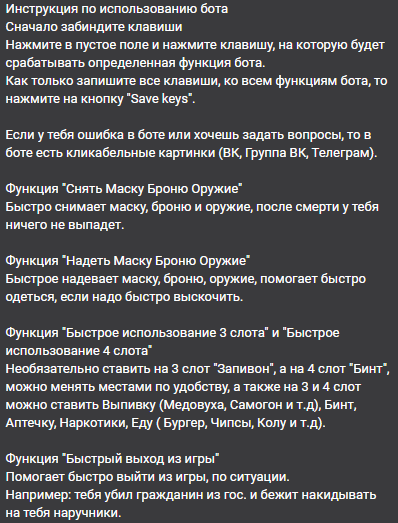 Инструкция по использованию бота
Сначало забиндите клавиши
Нажмите в пустое поле и нажмите клавишу, на которую будет
срабатывать определенная функция бота.
Как только запишите все клавиши, ко всем функциям бота, то
нажмите на кнопку "Save keys".
Если у тебя ошибка в боте или хочешь задать вопросы, то в
боте есть кликабельные картинки (ВК, Группа ВК, Телеграм).
Функция "Снять Маску Броню Оружие"
Быстро снимает маску, броню и оружие, после смерти у тебя
ничего не выпадет.
Функция "Надеть Маску Броню Оружие"
Быстрое надевает маску, броню, оружие, помогает быстро
одеться, если надо быстро выскочить.
Функция "Быстрое использование 3 слота" и "Быстрое
использование 4 слота"
Необязательно ставить на 3 слот "Запивон", а на 4 слот "Бинт",
можно менять местами по удобству, а также на 3 и 4 слот
можно ставить Выпивку (Медовуха, Самогон и т.д), Бинт,
Аптечку, Наркотики, Еду ( Бургер, Чипсы, Колу и т.д).
Функция "Быстрый выход из игры"
Помогает быстро выйти из игры, по ситуации.
Например: тебя убил гражданин из гос. и бежит накидывать
на тебя наручники.